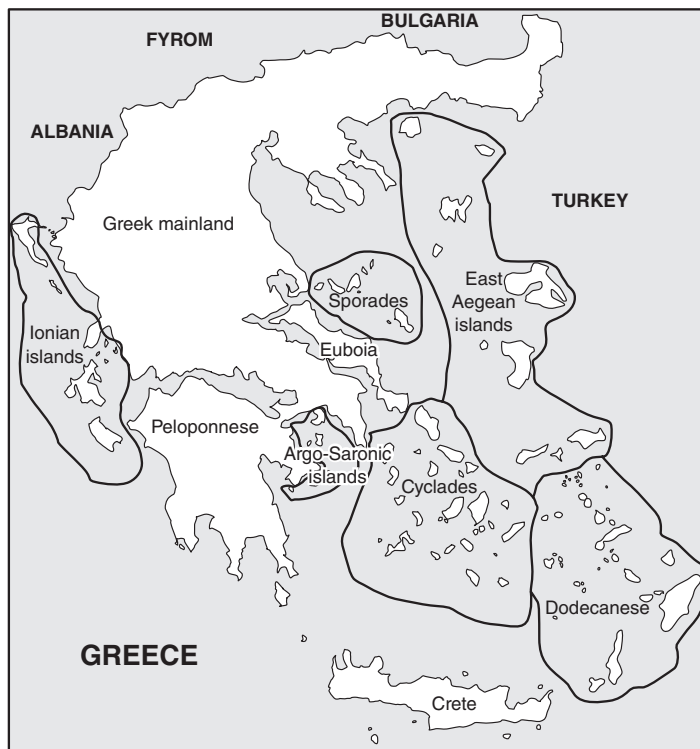 BULGARIA
FYROM
ALBANIA
TURKEY
Greek mainland
East
Aegean
islands
Sporades
Ionian
islands
Euboia
Peloponnese
Argo-Saronic
islands
Cyclades
Dodecanese
GREECE
Crete